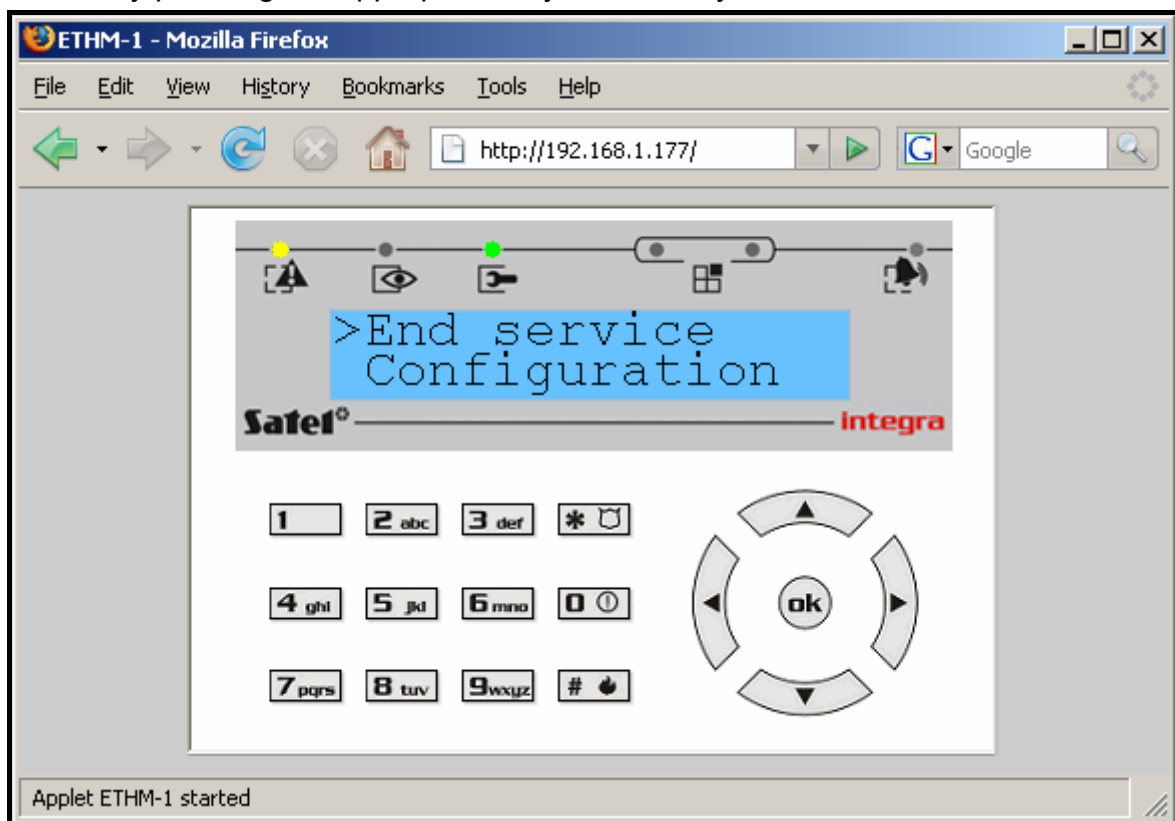 ETHM-1 - Mozilla Firefox
File Edit View History Bookmarks Tools Help
http://192.168.1.177/ G Google
>End service
Configuration
Satel integra
1 2 abc 3 def *
4 ghi 5 jkl 6 mno 0
7 pqrs 8 tuv 9 wxyz #
ok
Applet ETHM-1 started